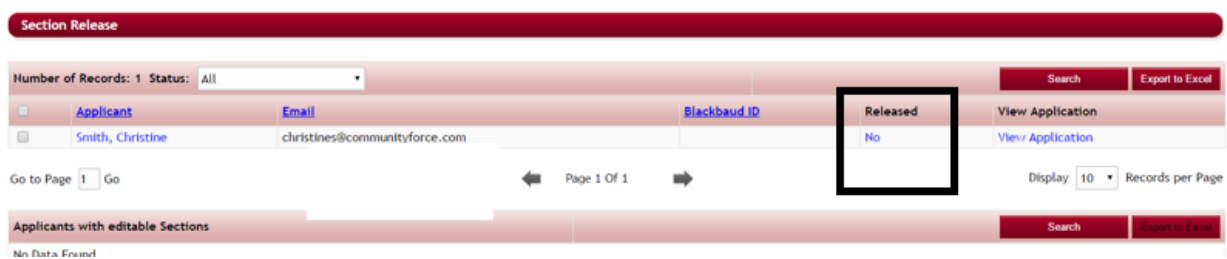 Section Release
Number of Records: 1 Status: All Search Export to Excel
Applicant Email Blackbaud ID Released View Application
Smith, Christine christines@communityforce.com No View Application
Go to Page 1 Go Page 1 Of 1 Display 10 Records per Page
Applicants with editable Sections Search Export to Excel
No Data Found